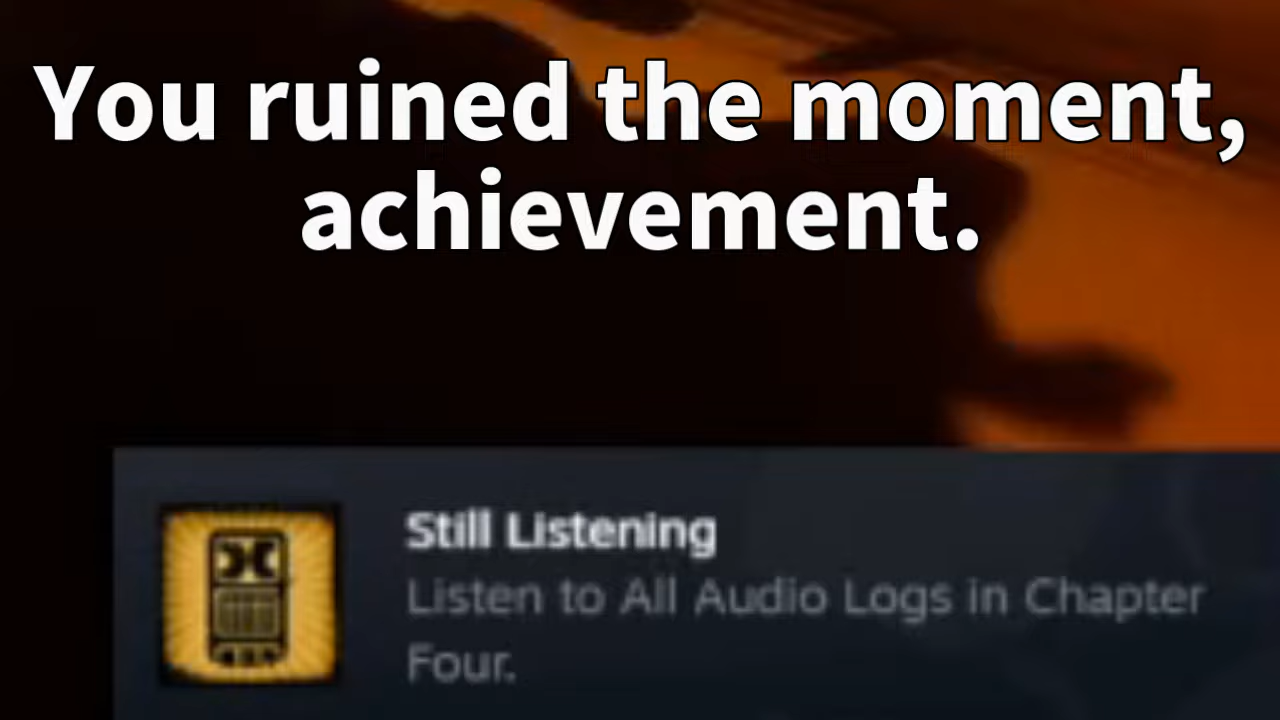 You ruined the moment,
achievement.
Still Listening
Listen to All Audio Logs in Chapter
Four.